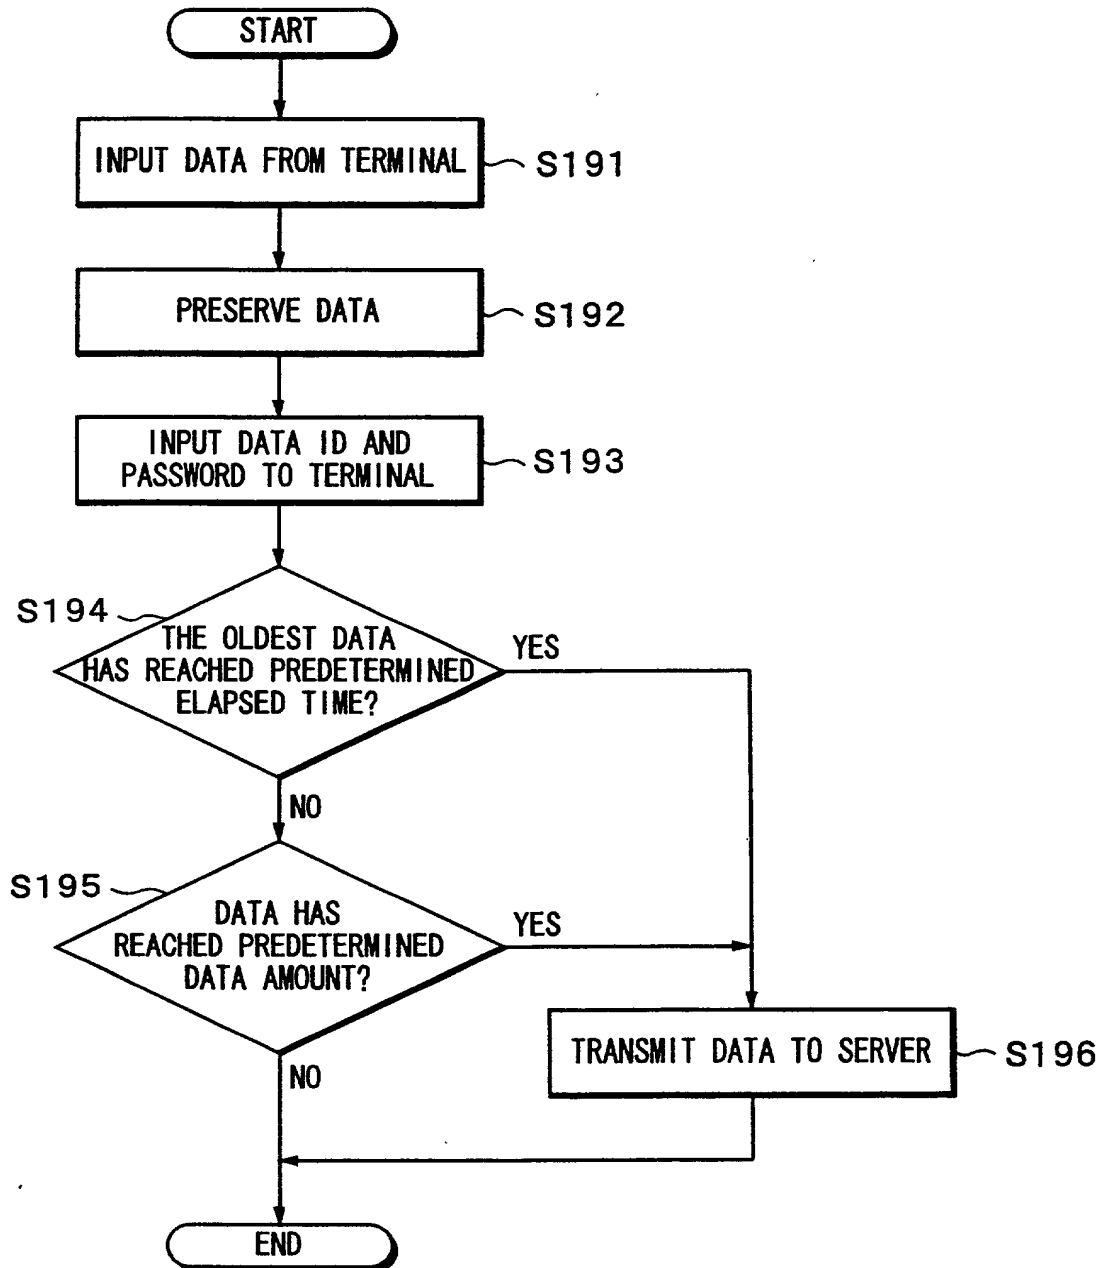 START
INPUT DATA FROM TERMINAL
S191
PRESERVE DATA
S192
INPUT DATA ID AND
PASSWORD TO TERMINAL
S193
S194
THE OLDEST DATA
HAS REACHED PREDETERMINED
ELAPSED TIME?
YES
NO
S195
DATA HAS
REACHED PREDETERMINED
DATA AMOUNT?
YES
NO
TRANSMIT DATA TO SERVER
S196
END